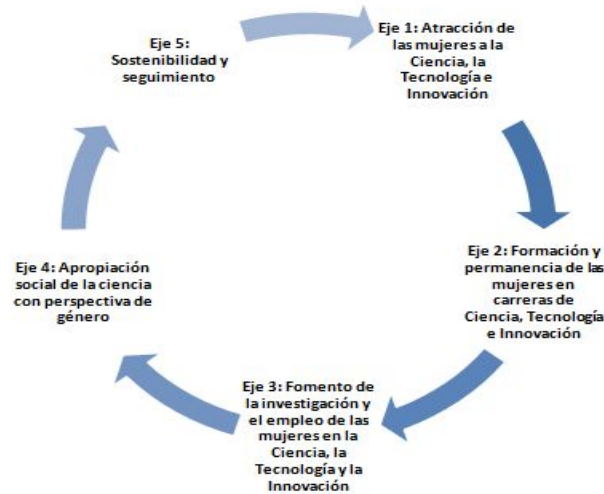 Eje 1: Atracción de
las mujeres a la
Ciencia, la
Tecnología e
Innovación
Eje 2: Formación y
permanencia de las
mujeres en
carreras de
Ciencia, Tecnología
e Innovación
Eje 3: Fomento de
la investigación y
el empleo de las
mujeres en la
Ciencia, la
Tecnología y la
Innovación
Eje 4: Apropiación
social de la ciencia
con perspectiva de
género
Eje 5:
Sostenibilidad y
seguimiento